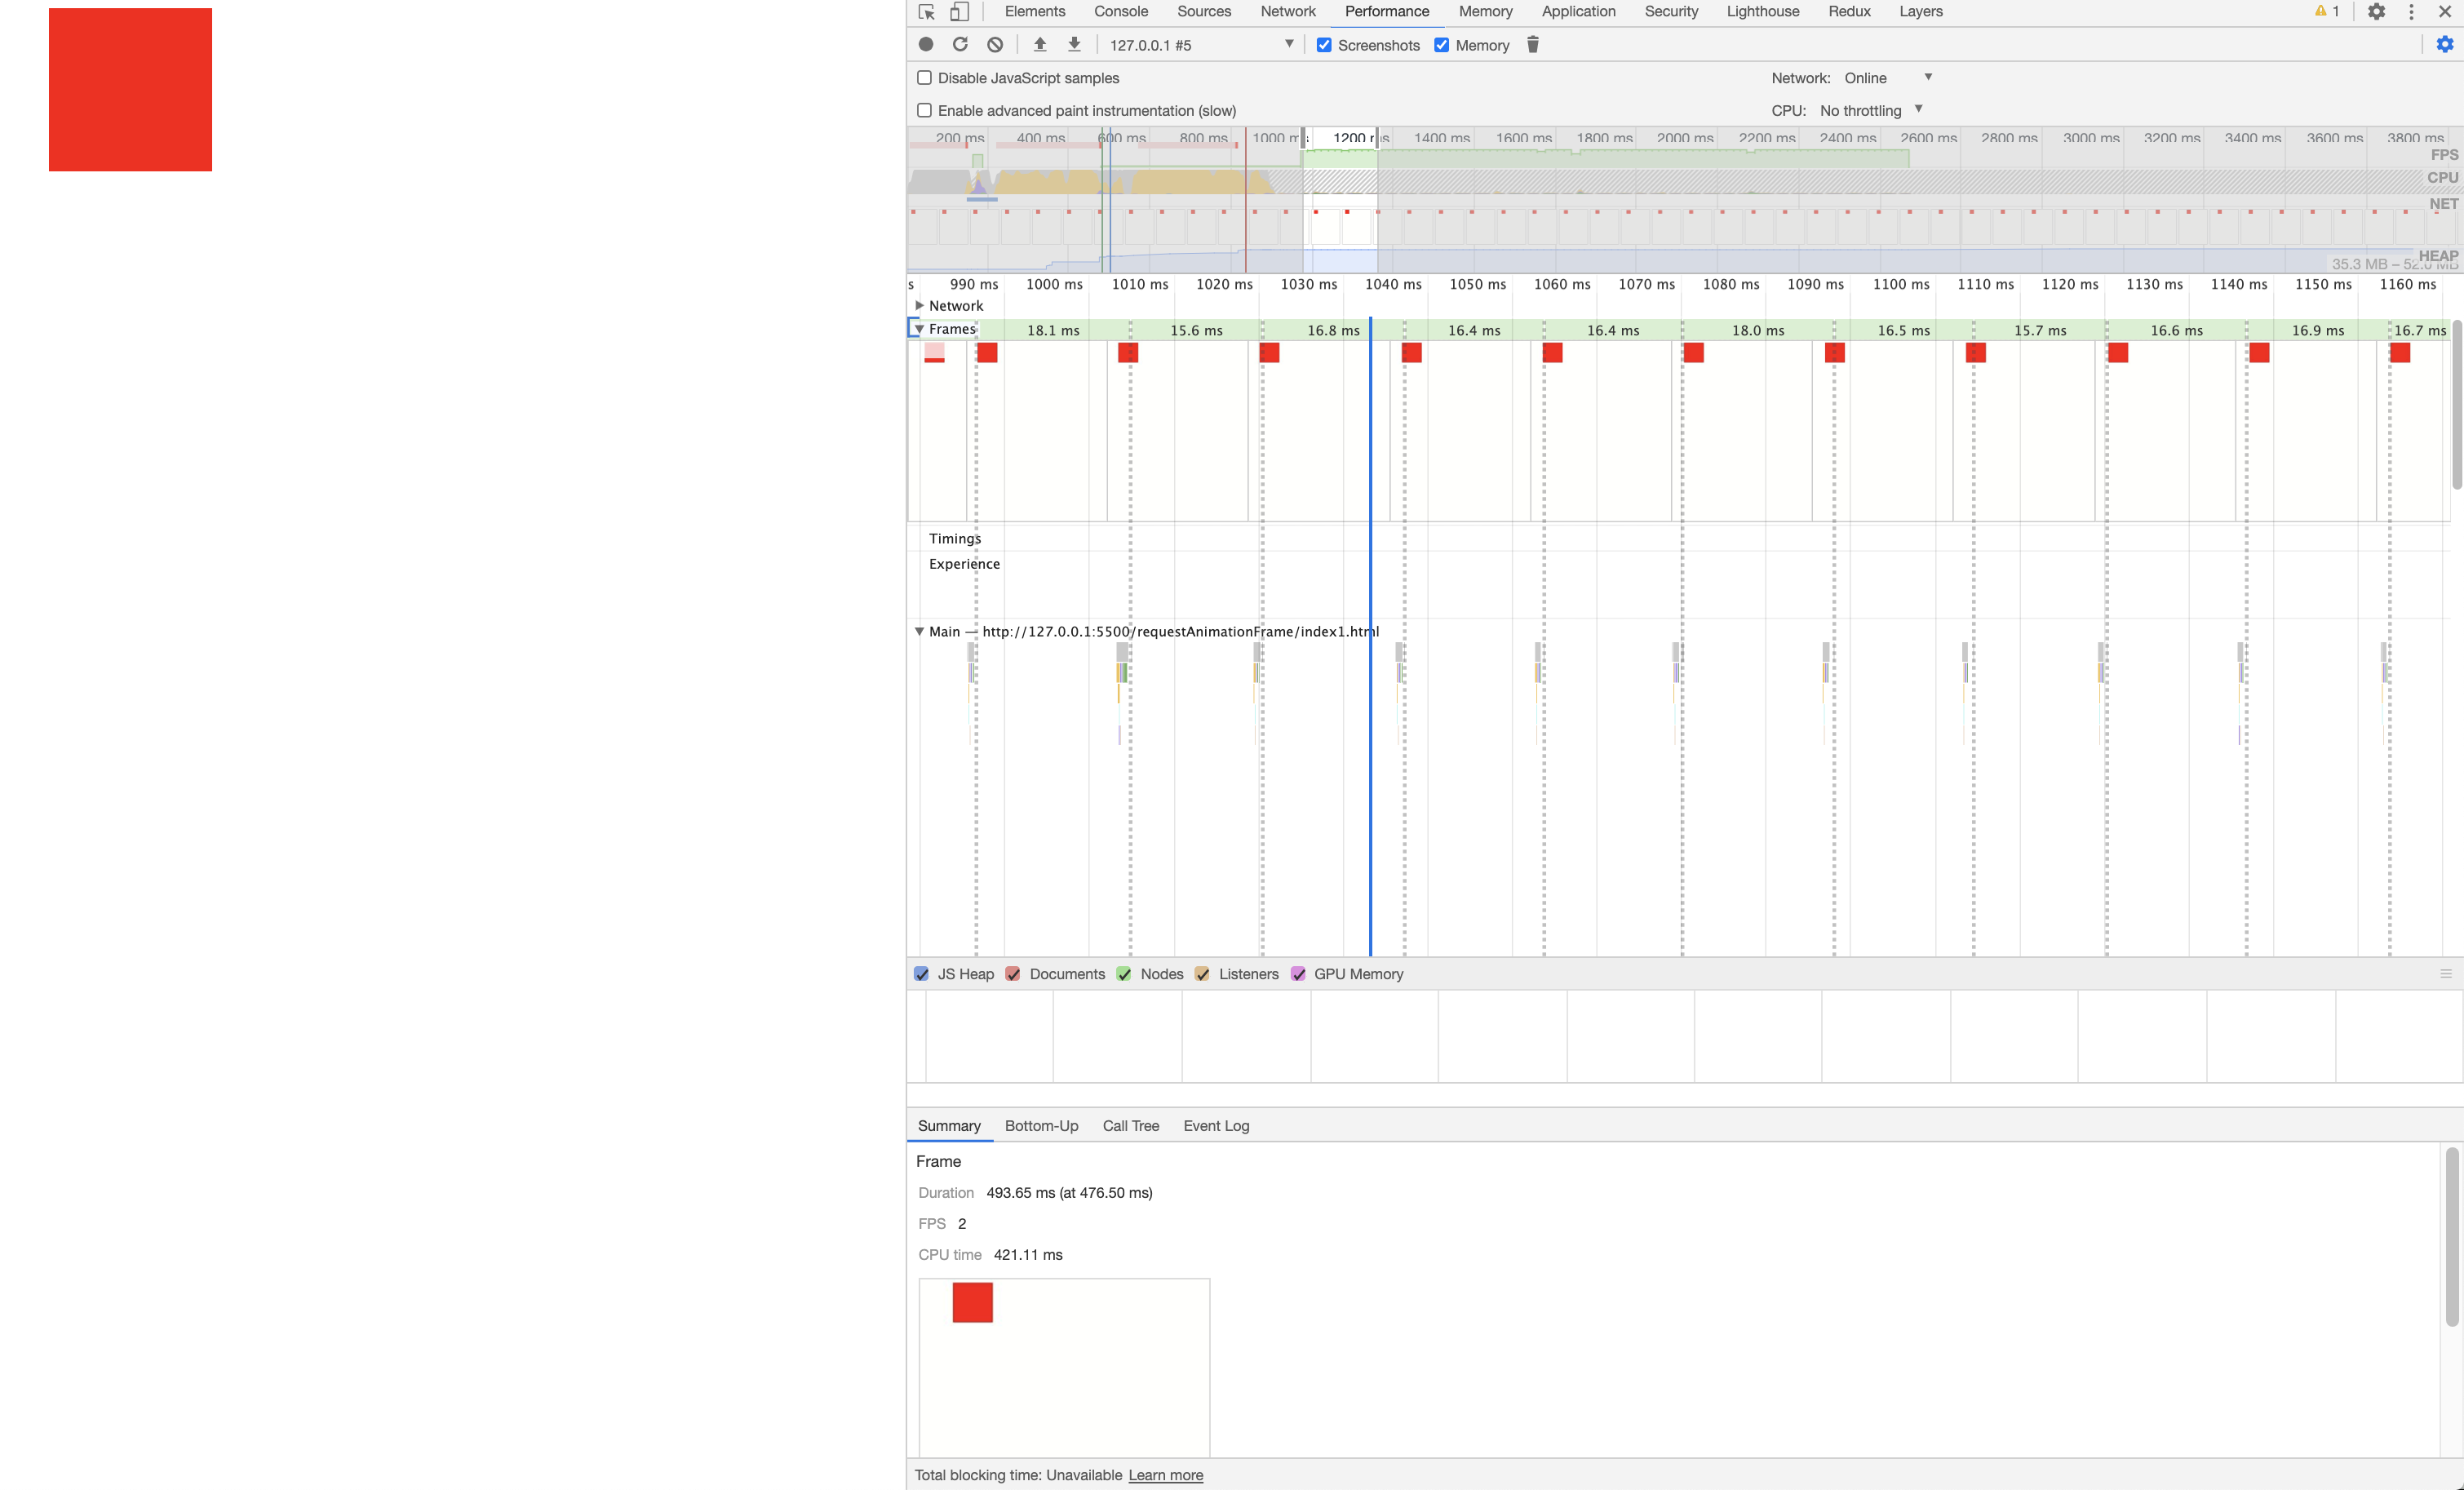 Elements Console Sources Network Performance Memory Application Security Lighthouse Redux Layers 1
127.0.0.1 #5 Screenshots Memory
Disable JavaScript samples Network: Online
Enable advanced paint instrumentation (slow) CPU: No throttling
200 ms 400 ms 600 ms 800 ms 1000 ms 1200 ms 1400 ms 1600 ms 1800 ms 2000 ms 2200 ms 2400 ms 2600 ms 2800 ms 3000 ms 3200 ms 3400 ms 3600 ms 3800 ms
FPS
CPU
NET
HEAP
35.3 MB – 52.0 MB
s 990 ms 1000 ms 1010 ms 1020 ms 1030 ms 1040 ms 1050 ms 1060 ms 1070 ms 1080 ms 1090 ms 1100 ms 1110 ms 1120 ms 1130 ms 1140 ms 1150 ms 1160 ms
Network
Frames 18.1 ms 15.6 ms 16.8 ms 16.4 ms 16.4 ms 18.0 ms 16.5 ms 15.7 ms 16.6 ms 16.9 ms 16.7 ms
Timings
Experience
Main — http://127.0.0.1:5500/requestAnimationFrame/index1.html
JS Heap Documents Nodes Listeners GPU Memory
Summary Bottom-Up Call Tree Event Log
Frame
Duration 493.65 ms (at 476.50 ms)
FPS 2
CPU time 421.11 ms
Total blocking time: Unavailable Learn more